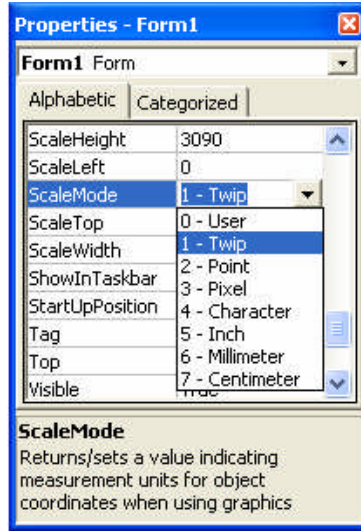 Properties - Form1
Form1 Form
Alphabetic Categorized
ScaleHeight 3090
ScaleLeft 0
ScaleMode 1 - Twip
ScaleTop 0 - User
ScaleWidth 1 - Twip
ShowInTaskbar 2 - Point
StartUpPosition 3 - Pixel
4 - Character
Tag 5 - Inch
Top 6 - Millimeter
Visible 7 - Centimeter
ScaleMode
Returns/sets a value indicating
measurement units for object
coordinates when using graphics